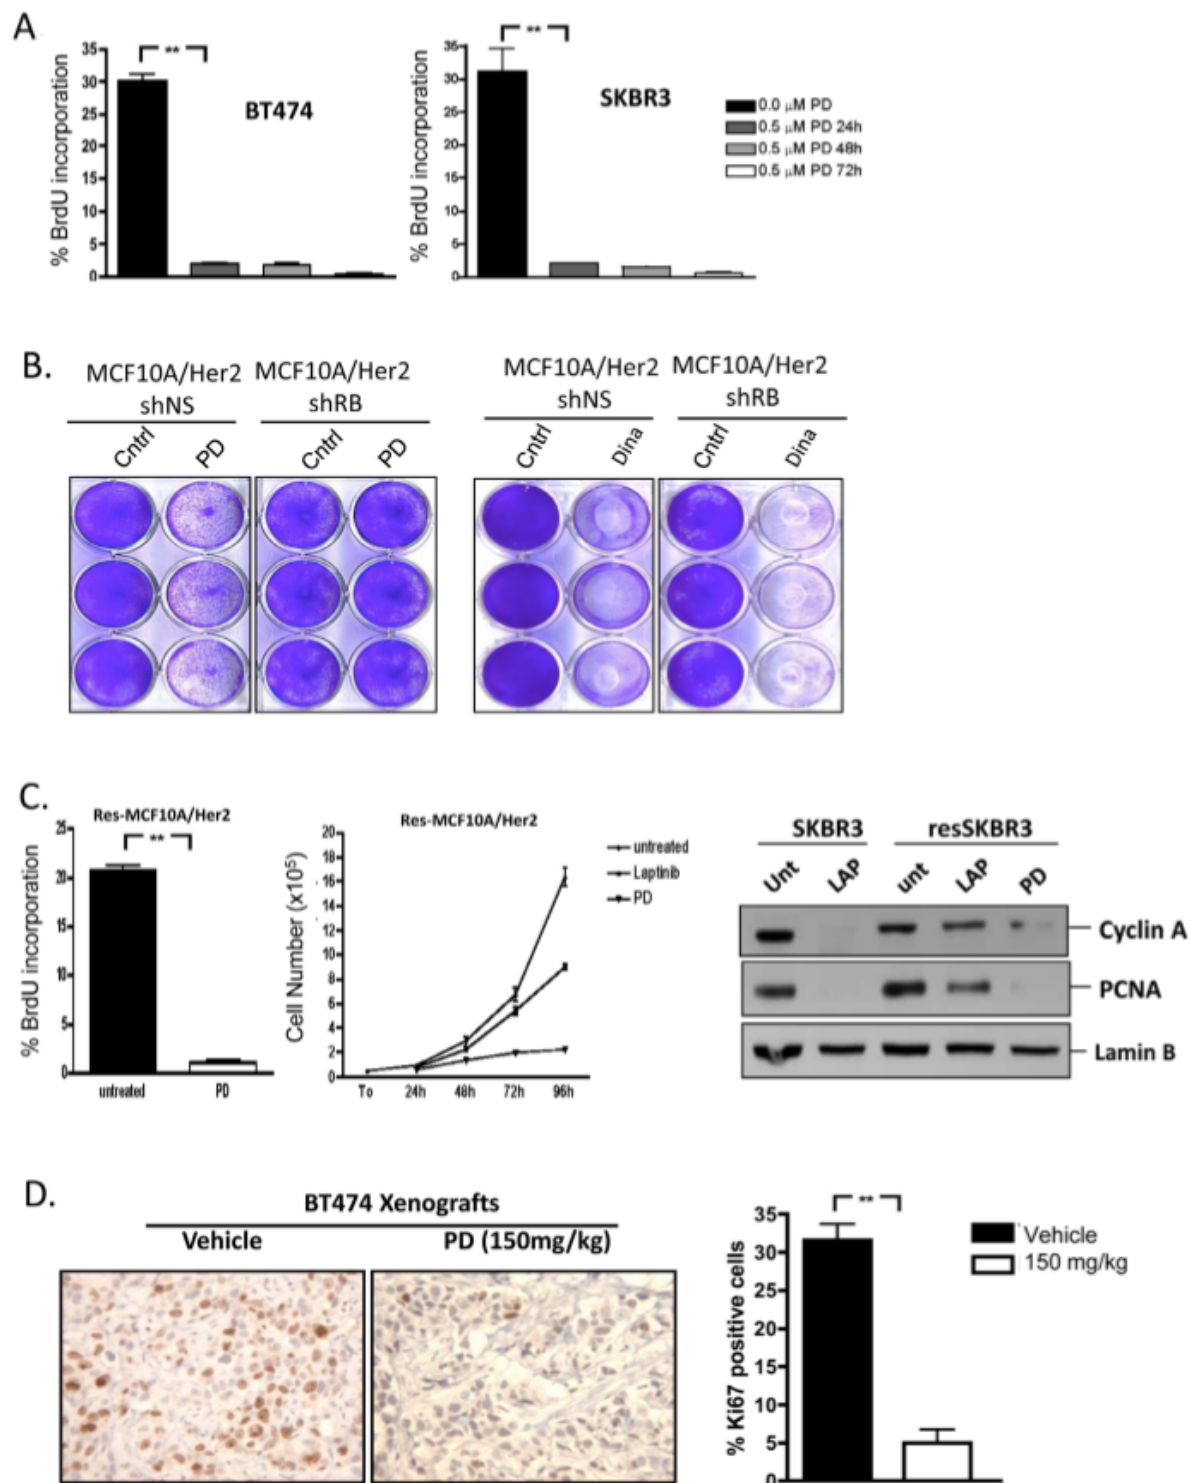 A
**
35
30
25
20
15
10
5
0
% BrdU incorporation
BT474
**
35
30
25
20
15
10
5
0
% BrdU incorporation
SKBR3
0.0 μM PD
0.5 μM PD 24h
0.5 μM PD 48h
0.5 μM PD 72h
B.
MCF10A/Her2 MCF10A/Her2
shNS shRB
Cntrl PD Cntrl PD
MCF10A/Her2 MCF10A/Her2
shNS shRB
Cntrl Dina Cntrl Dina
C.
Res-MCF10A/Her2
**
25
20
15
10
5
0
% BrdU incorporation
untreated PD
Res-MCF10A/Her2
20
18
16
14
12
10
8
6
4
2
0
Cell Number (x10⁵)
To 24h 48h 72h 96h
untreated
Laptinib
PD
SKBR3 resSKBR3
Unt LAP unt LAP PD
Cyclin A
PCNA
Lamin B
D.
BT474 Xenografts
Vehicle PD (150mg/kg)
**
35
30
25
30
15
10
5
0
% Ki67 positive cells
Vehicle
150 mg/kg